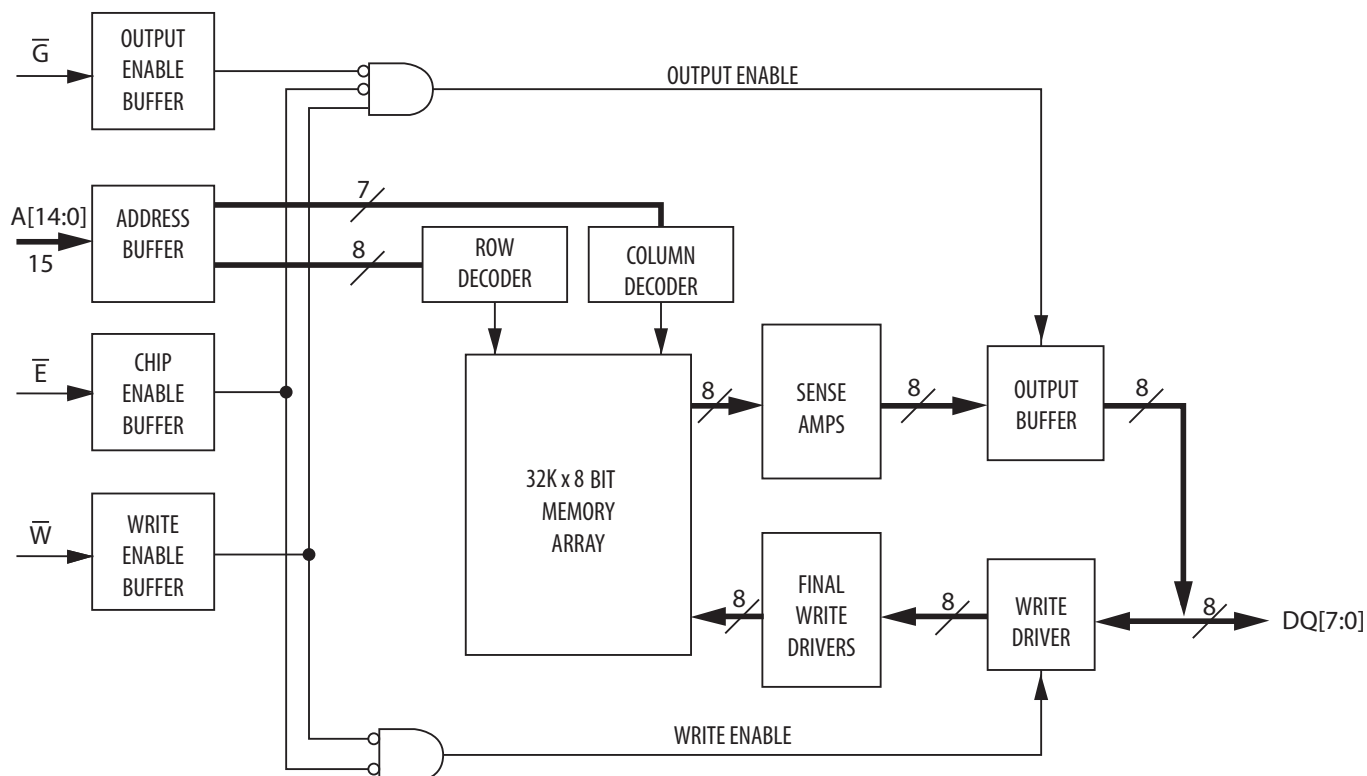 G̅
OUTPUT
ENABLE
BUFFER
OUTPUT ENABLE
A[14:0]
15
ADDRESS
BUFFER
7
8
ROW
DECODER
COLUMN
DECODER
E̅
CHIP
ENABLE
BUFFER
32K x 8 BIT
MEMORY
ARRAY
8
SENSE
AMPS
8
OUTPUT
BUFFER
8
W̅
WRITE
ENABLE
BUFFER
8
FINAL
WRITE
DRIVERS
8
WRITE
DRIVER
8
DQ[7:0]
WRITE ENABLE